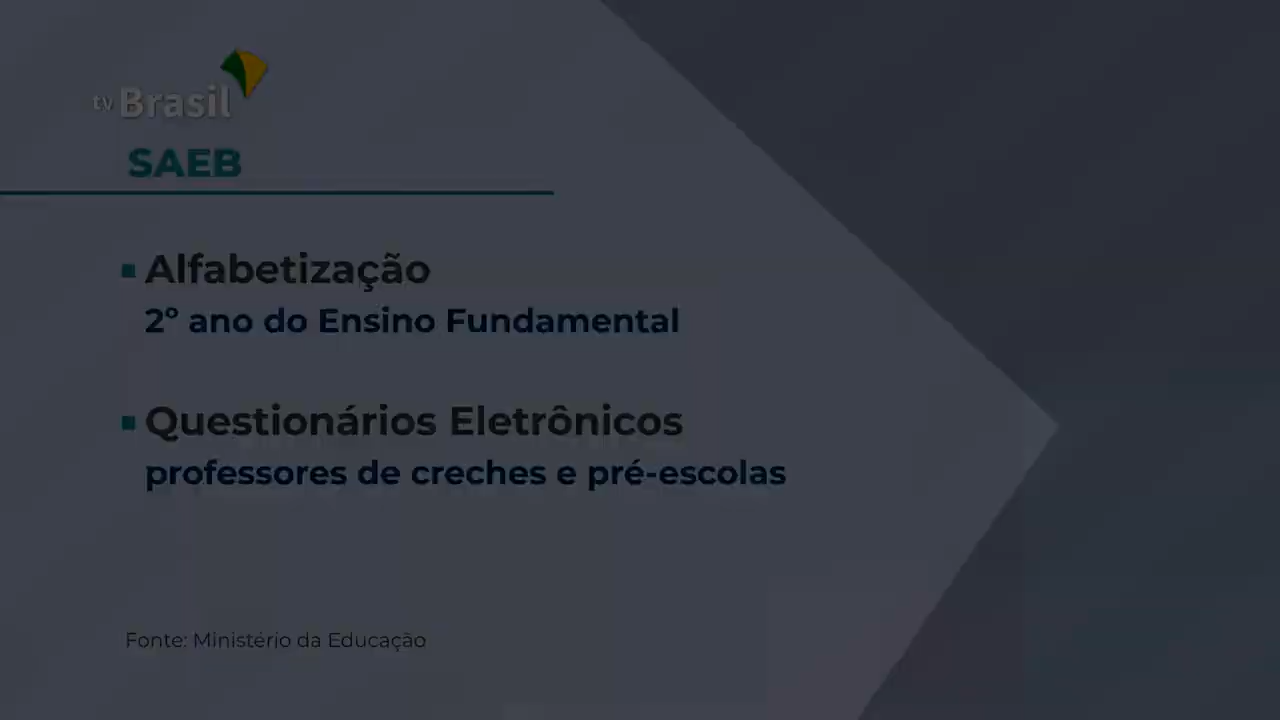 tv Brasil
SAEB
Alfabetização
2º ano do Ensino Fundamental
Questionários Eletrônicos
professores de creches e pré-escolas
Fonte: Ministério da Educação